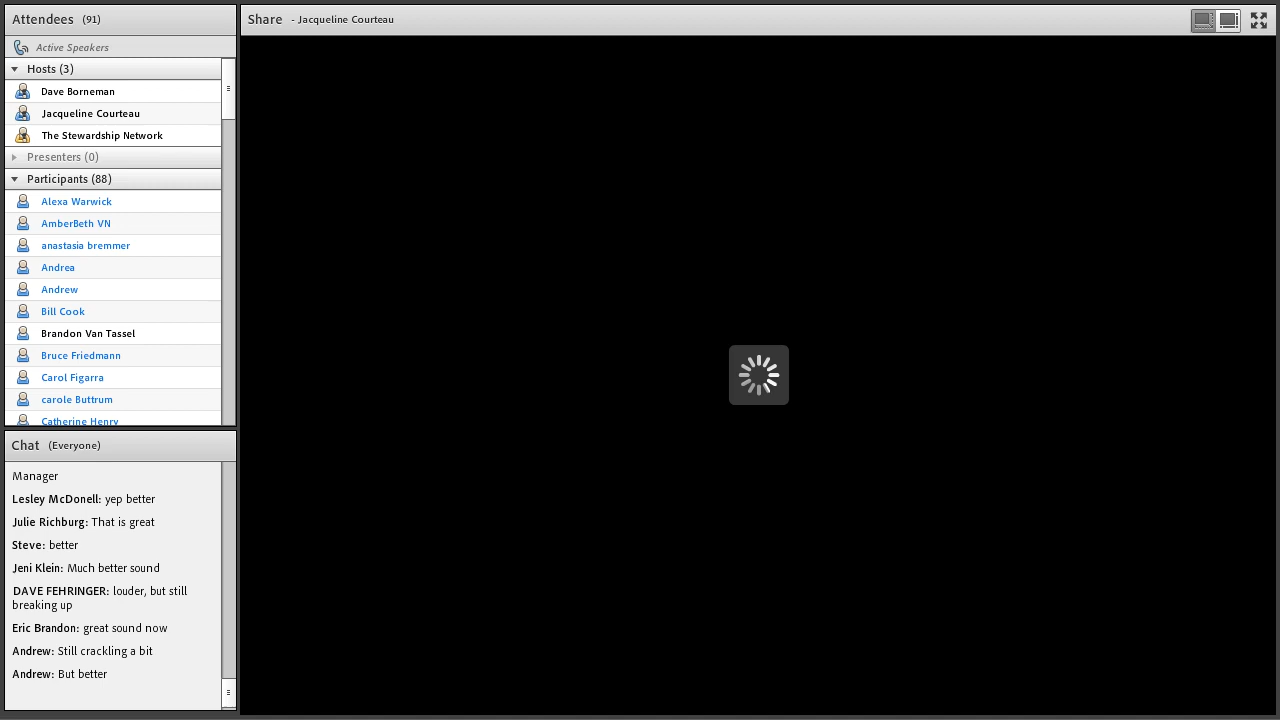 Attendees (91)
Active Speakers
Hosts (3)
Dave Borneman
Jacqueline Courteau
The Stewardship Network
Presenters (0)
Participants (88)
Alexa Warwick
AmberBeth VN
anastasia bremmer
Andrea
Andrew
Bill Cook
Brandon Van Tassel
Bruce Friedmann
Carol Figarra
carole Buttrum
Catherine Henry
Chat (Everyone)
Manager
Lesley McDonell: yep better
Julie Richburg: That is great
Steve: better
Jeni Klein: Much better sound
DAVE FEHRINGER: louder, but still
breaking up
Eric Brandon: great sound now
Andrew: Still crackling a bit
Andrew: But better
Share - Jacqueline Courteau